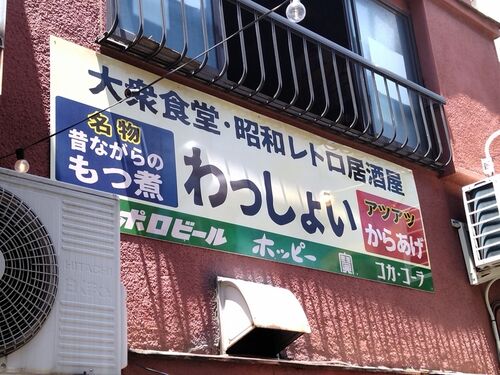 大衆食堂・昭和レトロ居酒屋
名物
昔ながらの
もつ煮
わっしょい
アツアツ
からあげ
ポロビール
ホッピー
コカ・コーラ
HITACHI